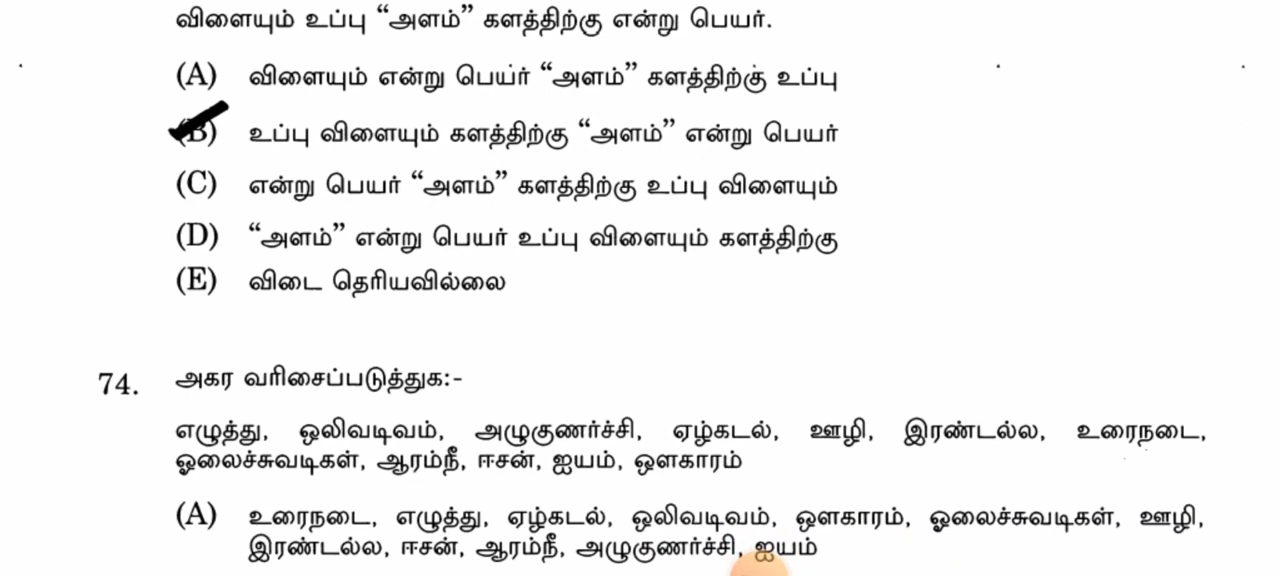 விளையும் உப்பு “அளம்” களத்திற்கு என்று பெயர்.
(A) விளையும் என்று பெயர் “அளம்” களத்திற்கு உப்பு
(B) உப்பு விளையும் களத்திற்கு “அளம்” என்று பெயர்
(C) என்று பெயர் “அளம்” களத்திற்கு உப்பு விளையும்
(D) “அளம்” என்று பெயர் உப்பு விளையும் களத்திற்கு
(E) விடை தெரியவில்லை
74. அகர வரிசைப்படுத்துக:-
எழுத்து, ஒலிவடிவம், அழுகுணர்ச்சி, ஏழ்கடல், ஊழி, இரண்டல்ல, உரைநடை,
ஓலைச்சுவடிகள், ஆரம்நீ, ஈசன், ஐயம், ஔகாரம்
(A) உரைநடை, எழுத்து, ஏழ்கடல், ஒலிவடிவம், ஔகாரம், ஓலைச்சுவடிகள், ஊழி,
இரண்டல்ல, ஈசன், ஆரம்நீ, அழுகுணர்ச்சி, ஐயம்